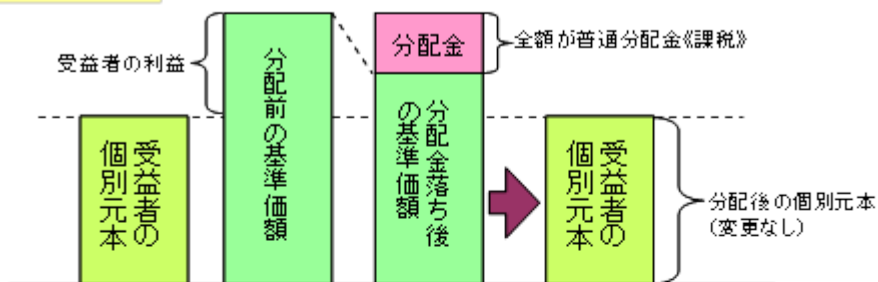 受益者の利益
受益者の
個別元本
分配前の基準価額
分配金
全額が普通分配金《課税》
分配金落ち後
の基準価額
受益者の
個別元本
分配後の個別元本
(変更なし)